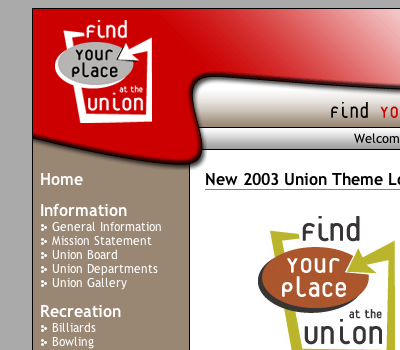 Find
YOUR
PLACE
at the
union
Find YO
Welcom
Home
New 2003 Union Theme Lo
Information
General Information
Mission Statement
Union Board
Union Departments
Union Gallery
Recreation
Billiards
Bowling
Find
YOUR
PLACE
at the
union